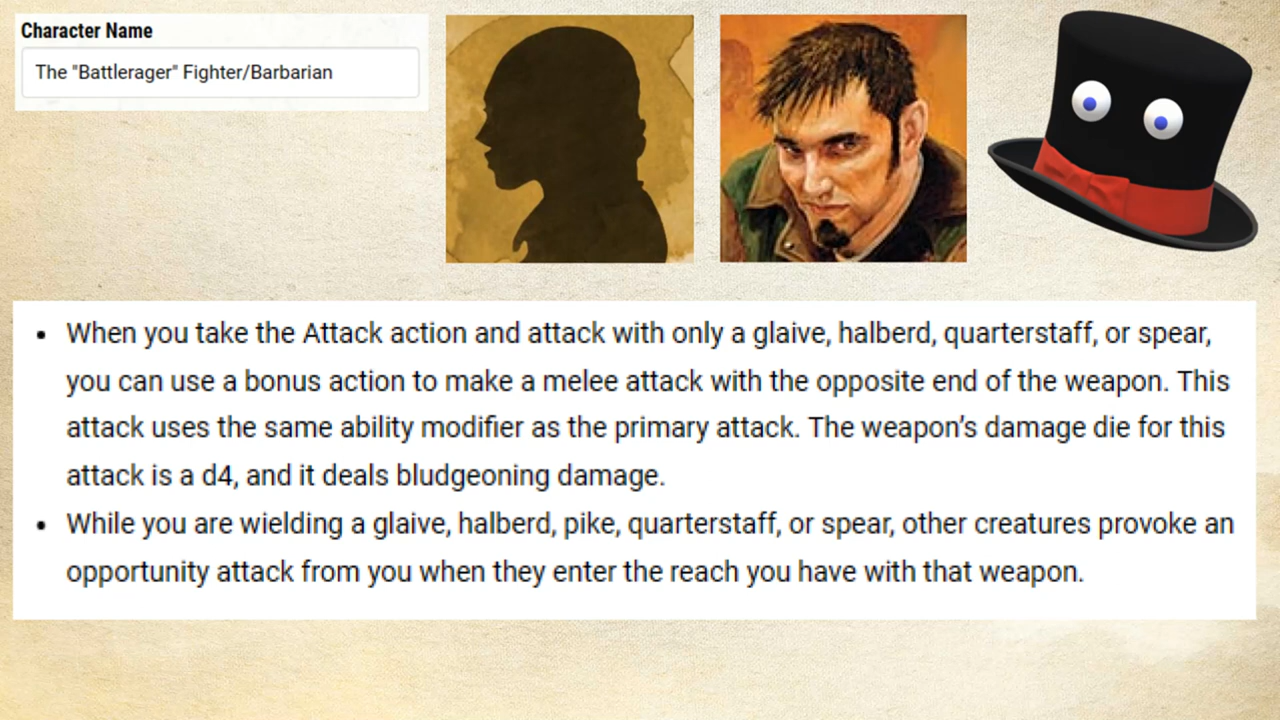 Character Name
The "Battlerager" Fighter/Barbarian
• When you take the Attack action and attack with only a glaive, halberd, quarterstaff, or spear,
you can use a bonus action to make a melee attack with the opposite end of the weapon. This
attack uses the same ability modifier as the primary attack. The weapon’s damage die for this
attack is a d4, and it deals bludgeoning damage.
• While you are wielding a glaive, halberd, pike, quarterstaff, or spear, other creatures provoke an
opportunity attack from you when they enter the reach you have with that weapon.